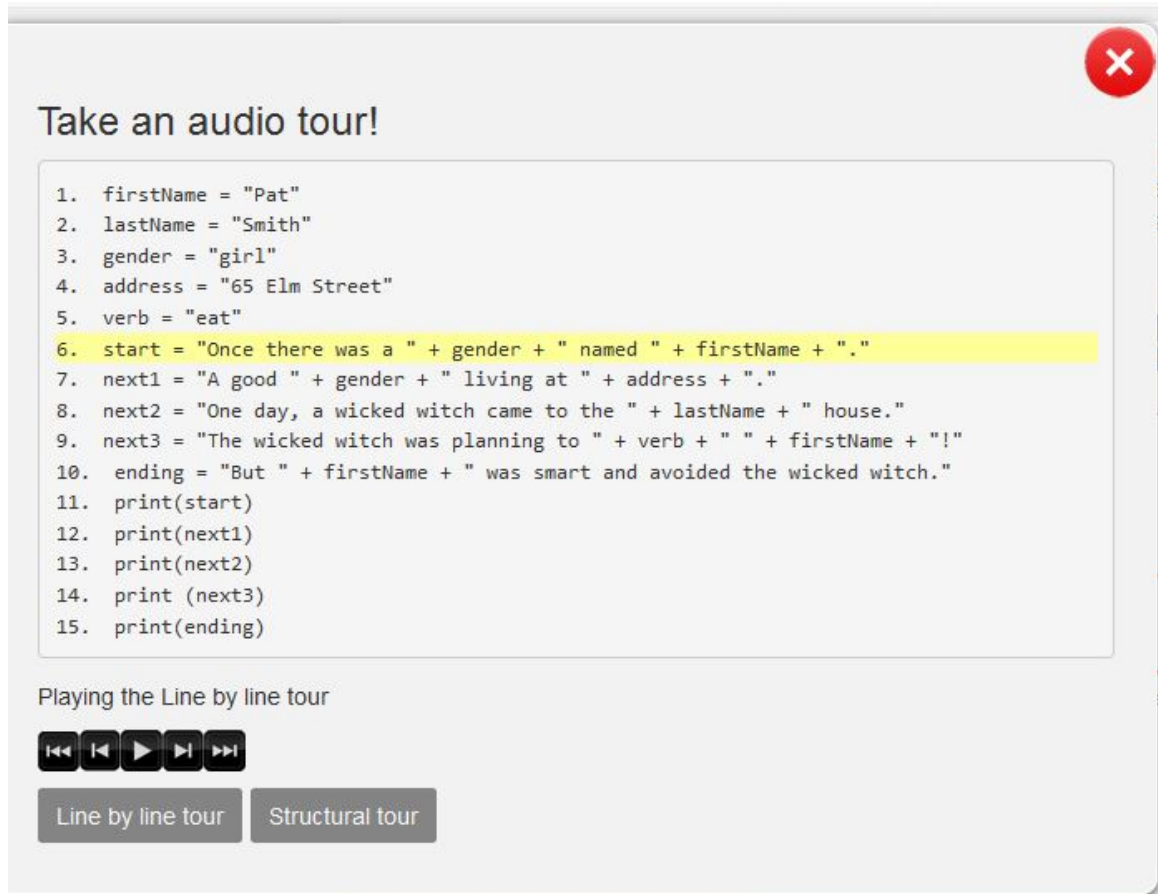 Take an audio tour!
1. firstName = "Pat"
2. lastName = "Smith"
3. gender = "girl"
4. address = "65 Elm Street"
5. verb = "eat"
6. start = "Once there was a " + gender + " named " + firstName + "."
7. next1 = "A good " + gender + " living at " + address + "."
8. next2 = "One day, a wicked witch came to the " + lastName + " house."
9. next3 = "The wicked witch was planning to " + verb + " " + firstName + "!"
10. ending = "But " + firstName + " was smart and avoided the wicked witch."
11. print(start)
12. print(next1)
13. print(next2)
14. print (next3)
15. print(ending)
Playing the Line by line tour
Line by line tour Structural tour